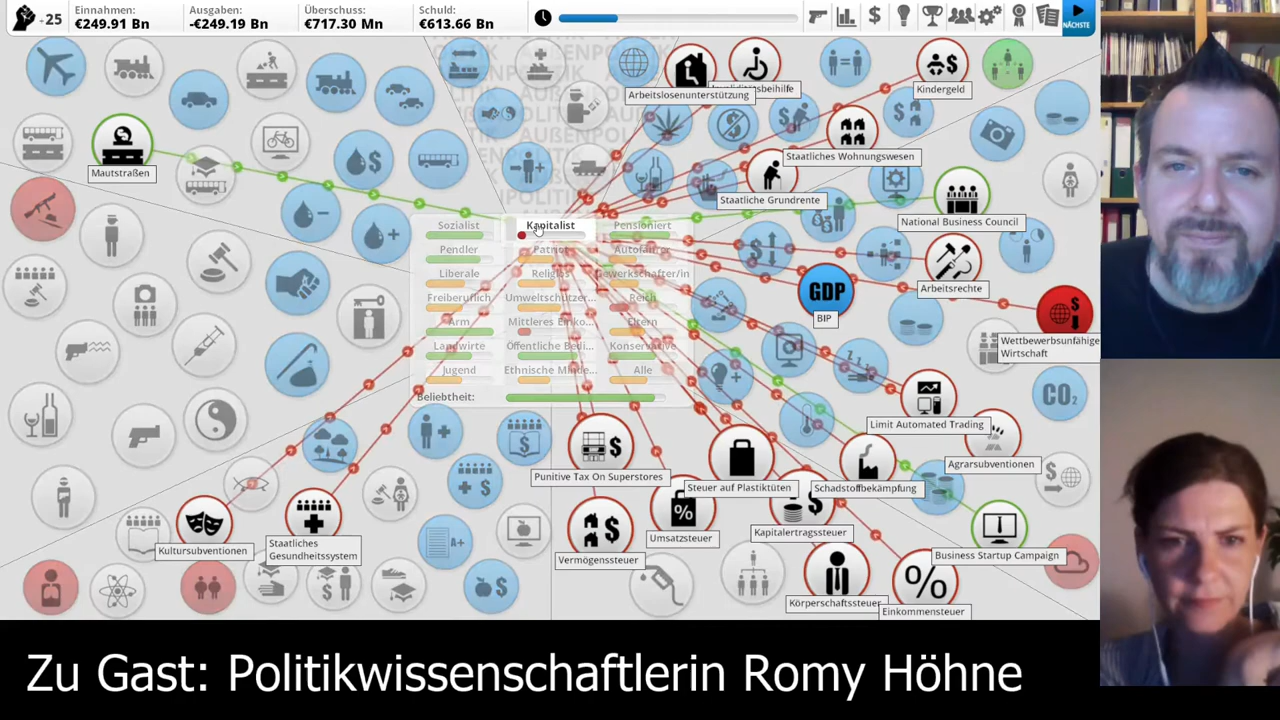 +25
Einnahmen:
€249.91 Bn
Ausgaben:
-€249.19 Bn
Überschuss:
€717.30 Mn
Schuld:
€613.66 Bn
NÄCHSTE
AUßENPOLITIK
Arbeitslosenunterstützung
Kindergeld
Mautstraßen
Staatliches Wohnungswesen
Staatliche Grundrente
National Business Council
Arbeitsrechte
GDP
BIP
Wettbewerbsunfähige
Wirtschaft
Sozialist
Kapitalist
Pensioniert
Pendler
Patriot
Autofahrer
Liberale
Religiös
Gewerkschafter/in
Freiberuflich
Umweltschützer...
Reich
Arm
Mittleres Einko...
Eltern
Landwirte
Öffentliche Bedi...
Konservative
Jugend
Ethnische Minde...
Alle
Beliebtheit:
CO₂
A+
Limit Automated Trading
Agrarsubventionen
Punitive Tax On Superstores
Steuer auf Plastiktüten
Schadstoffbekämpfung
Umsatzsteuer
Kapitalertragssteuer
Kultursubventionen
Staatliches
Gesundheitssystem
Vermögenssteuer
Business Startup Campaign
Körperschaftssteuer
Einkommensteuer
Zu Gast: Politikwissenschaftlerin Romy Höhne